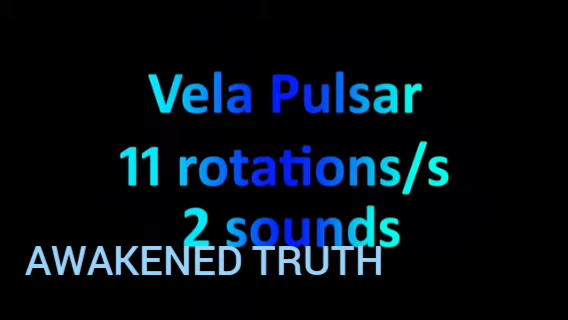 Vela Pulsar
11 rotations/s
2 sounds
AWAKENED TRUTH